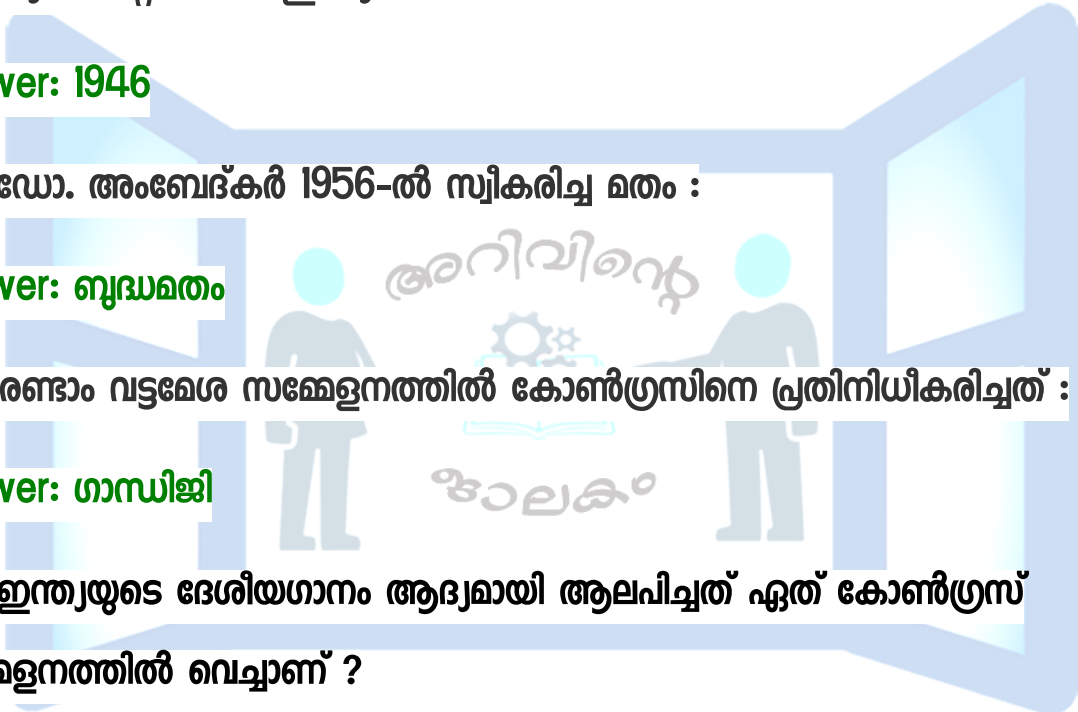 ver: 1946
ഡോ. അംബേദ്കർ 1956-ൽ സ്വീകരിച്ച മതം :
അറിവിന്റെ
ver: ബുദ്ധമതം
രണ്ടാം വട്ടമേശ സമ്മേളനത്തിൽ കോൺഗ്രസിനെ പ്രതിനിധീകരിച്ചത് :
ver: ഗാന്ധിജി
ജാലകം
ഇന്ത്യയുടെ ദേശീയഗാനം ആദ്യമായി ആലപിച്ചത് ഏത് കോൺഗ്രസ്
മ്മേളനത്തിൽ വെച്ചാണ് ?